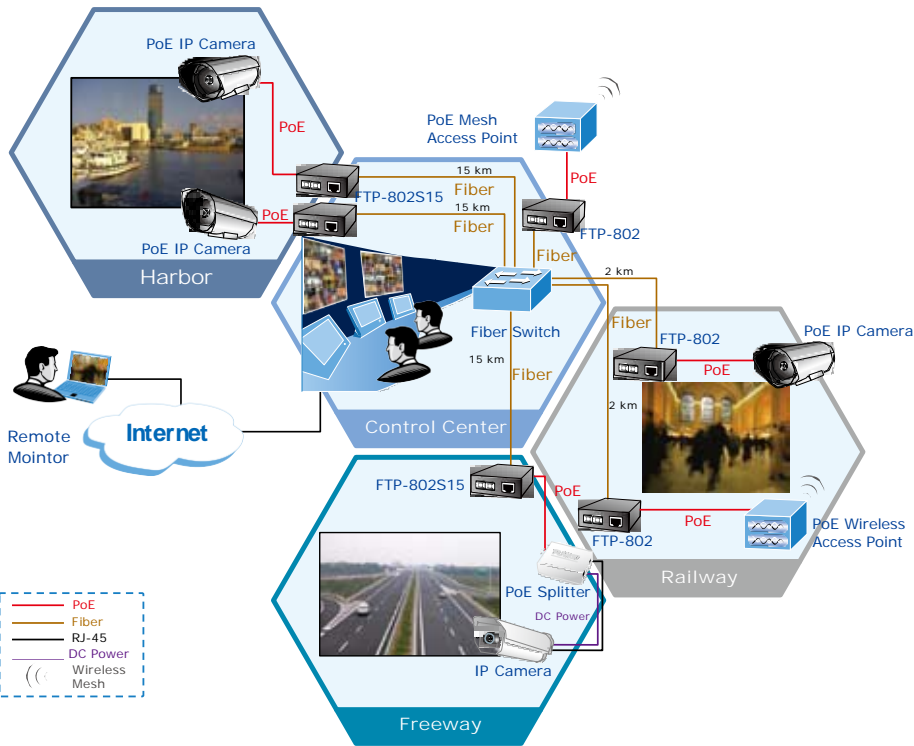 PoE IP Camera
PoE
PoE Mesh
Access Point
PoE
15 km
Fiber
FTP-802S15
15 km
Fiber
PoE
PoE IP Camera
FTP-802
Fiber
Harbor
2 km
Fiber Switch
Fiber
PoE IP Camera
FTP-802
15 km
Fiber
PoE
2 km
Internet
Control Center
Remote
Mointor
FTP-802S15
PoE
PoE
FTP-802
PoE Wireless
Access Point
Railway
PoE Splitter
DC Power
IP Camera
Freeway
PoE
Fiber
RJ-45
DC Power
Wireless
Mesh